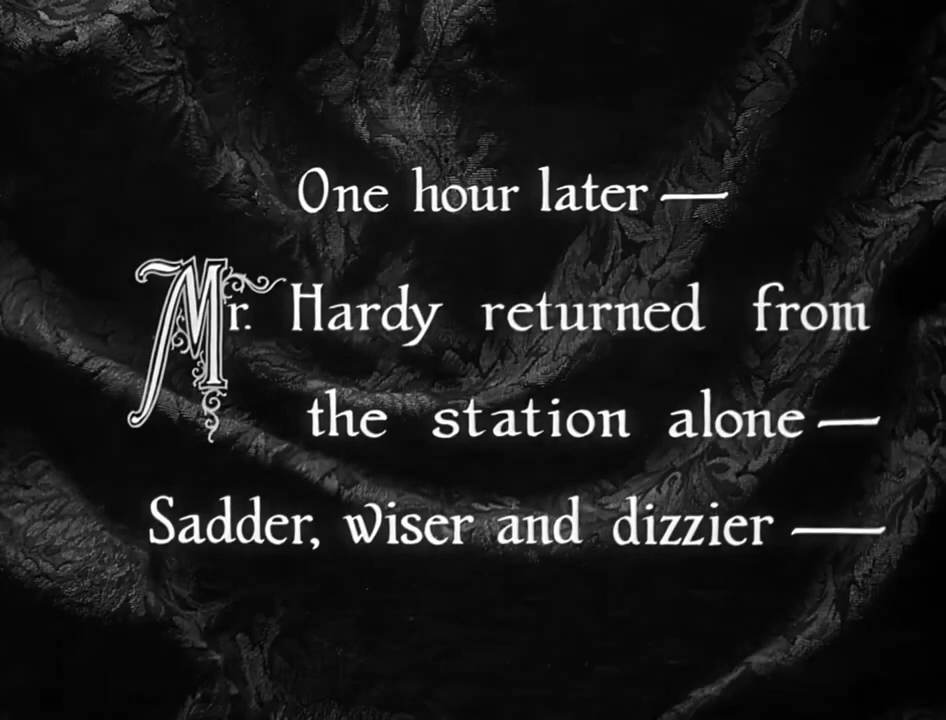 One hour later —
Mr. Hardy returned from
the station alone —
Sadder, wiser and dizzier —